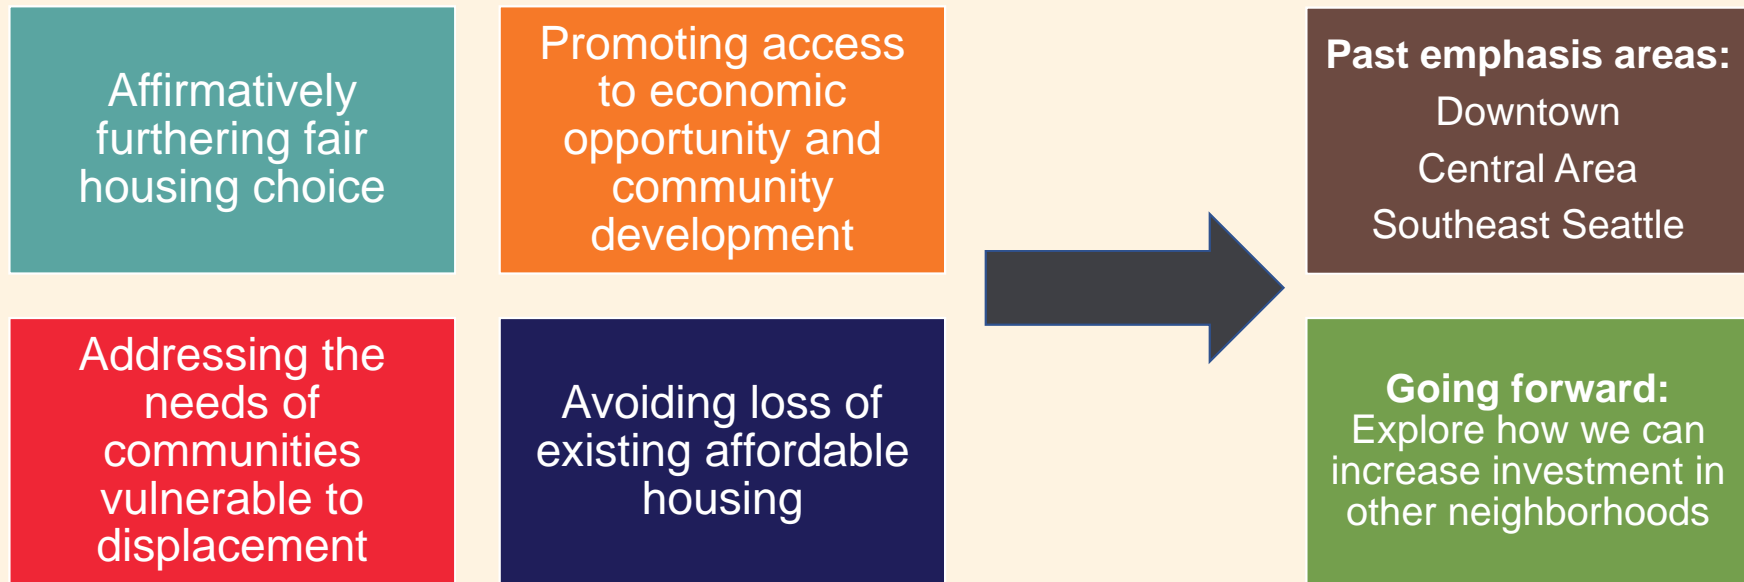 Affirmatively
furthering fair
housing choice
Promoting access
to economic
opportunity and
community
development
Addressing the
needs of
communities
vulnerable to
displacement
Avoiding loss of
existing affordable
housing
Past emphasis areas:
Downtown
Central Area
Southeast Seattle
Going forward:
Explore how we can
increase investment in
other neighborhoods